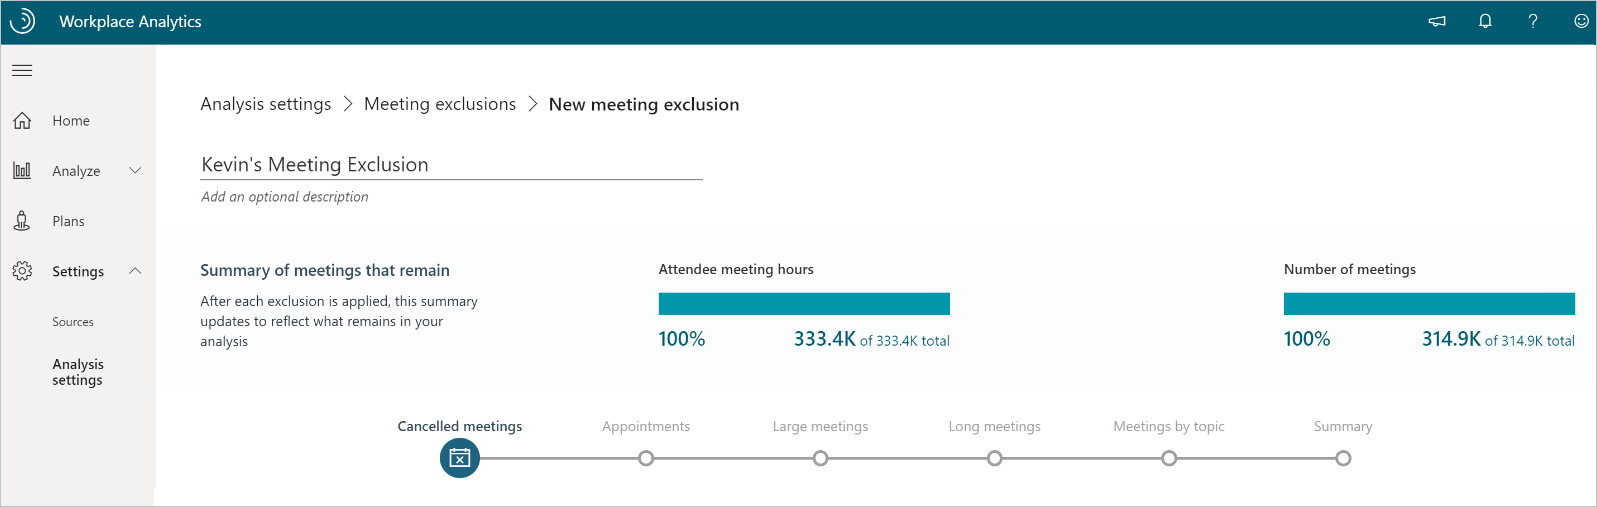 Workplace Analytics
?
Home
Analyze
Plans
Settings
Sources
Analysis
settings
Analysis settings > Meeting exclusions > New meeting exclusion
Kevin's Meeting Exclusion
Add an optional description
Summary of meetings that remain
After each exclusion is applied, this summary
updates to reflect what remains in your
analysis
Attendee meeting hours
100% 333.4K of 333.4K total
Number of meetings
100% 314.9K of 314.9K total
Cancelled meetings
Appointments
Large meetings
Long meetings
Meetings by topic
Summary